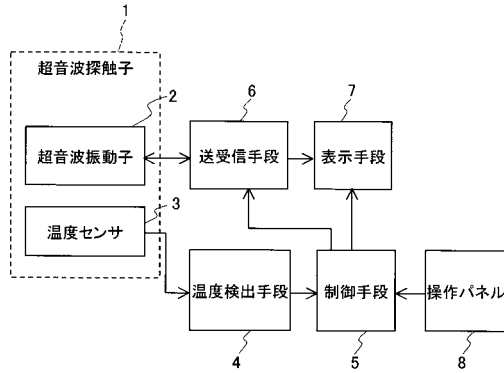 1
超音波探触子
2
6
7
超音波振動子
送受信手段
表示手段
3
温度センサ
温度検出手段
制御手段
操作パネル
4
5
8